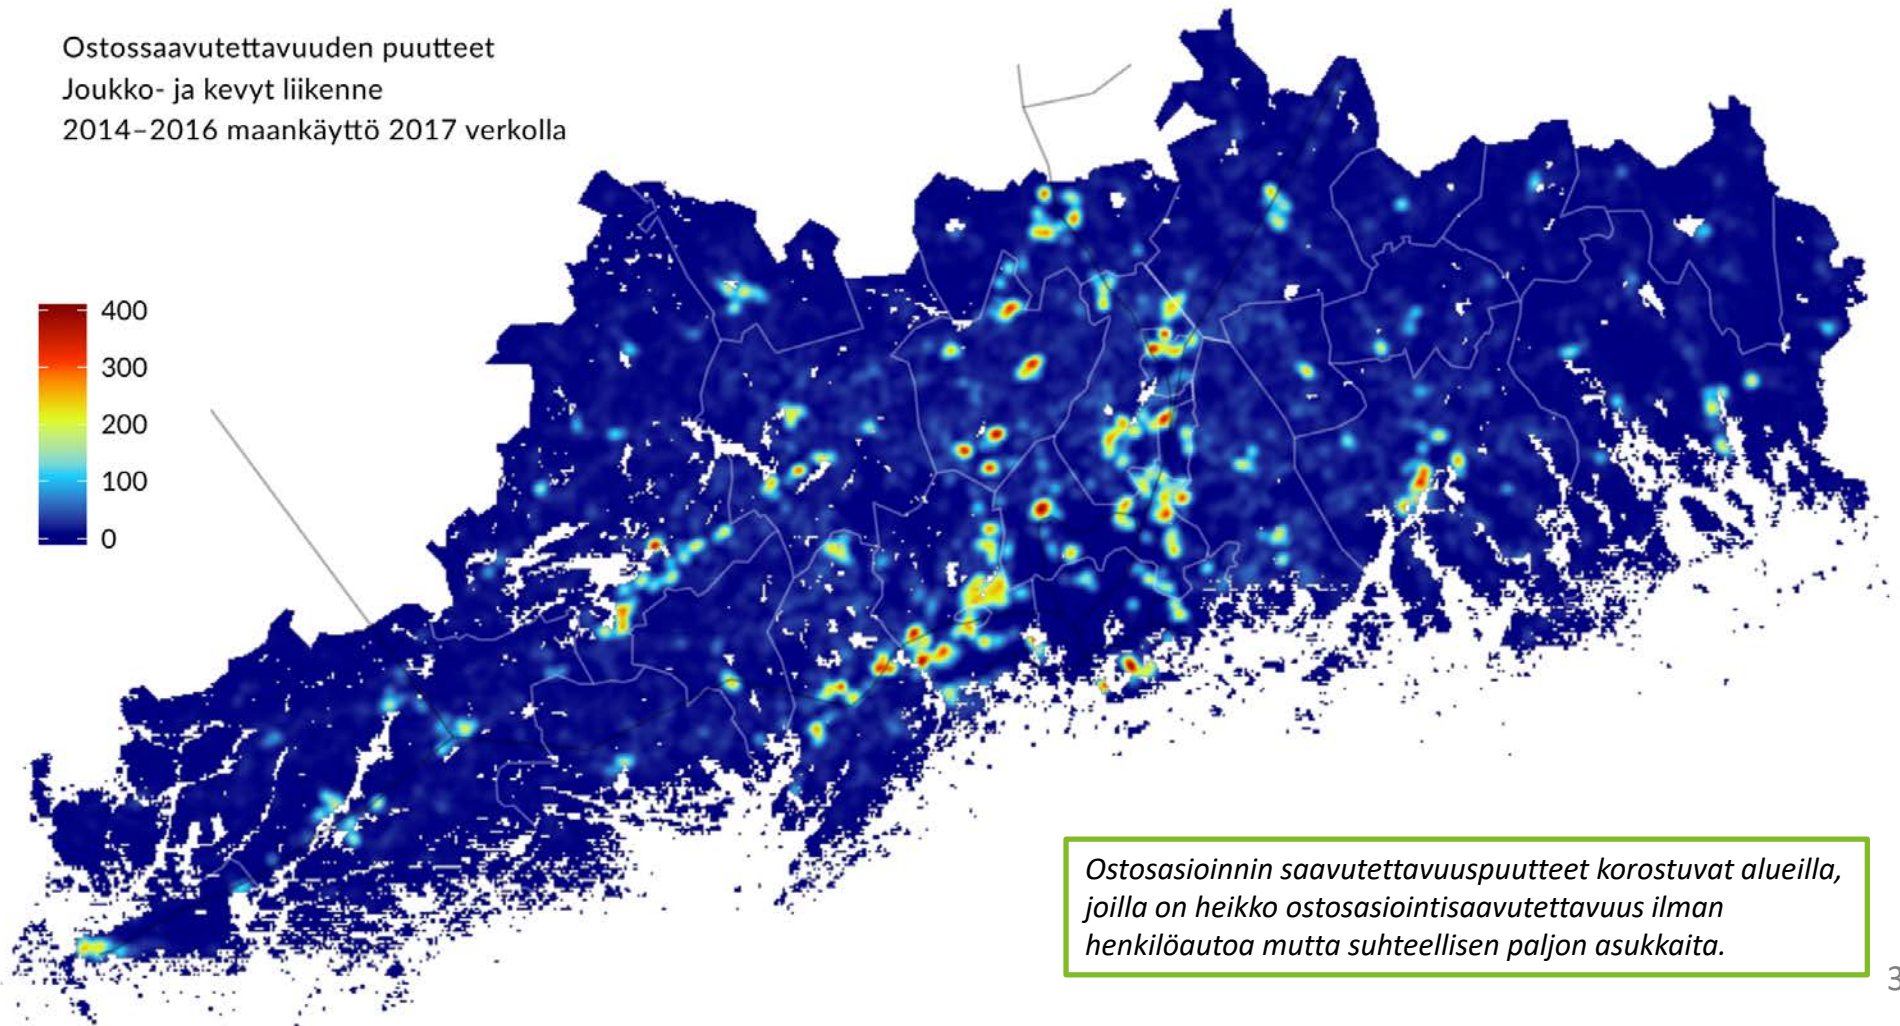 Ostossaavutettavuuden puutteet
Joukko- ja kevyt liikenne
2014–2016 maankäyttö 2017 verkolla
400
300
200
100
0
Ostosasioinnin saavutettavuuspuutteet korostuvat alueilla,
joilla on heikko ostosasiointisaavutettavuus ilman
henkilöautoa mutta suhteellisen paljon asukkaita.
3